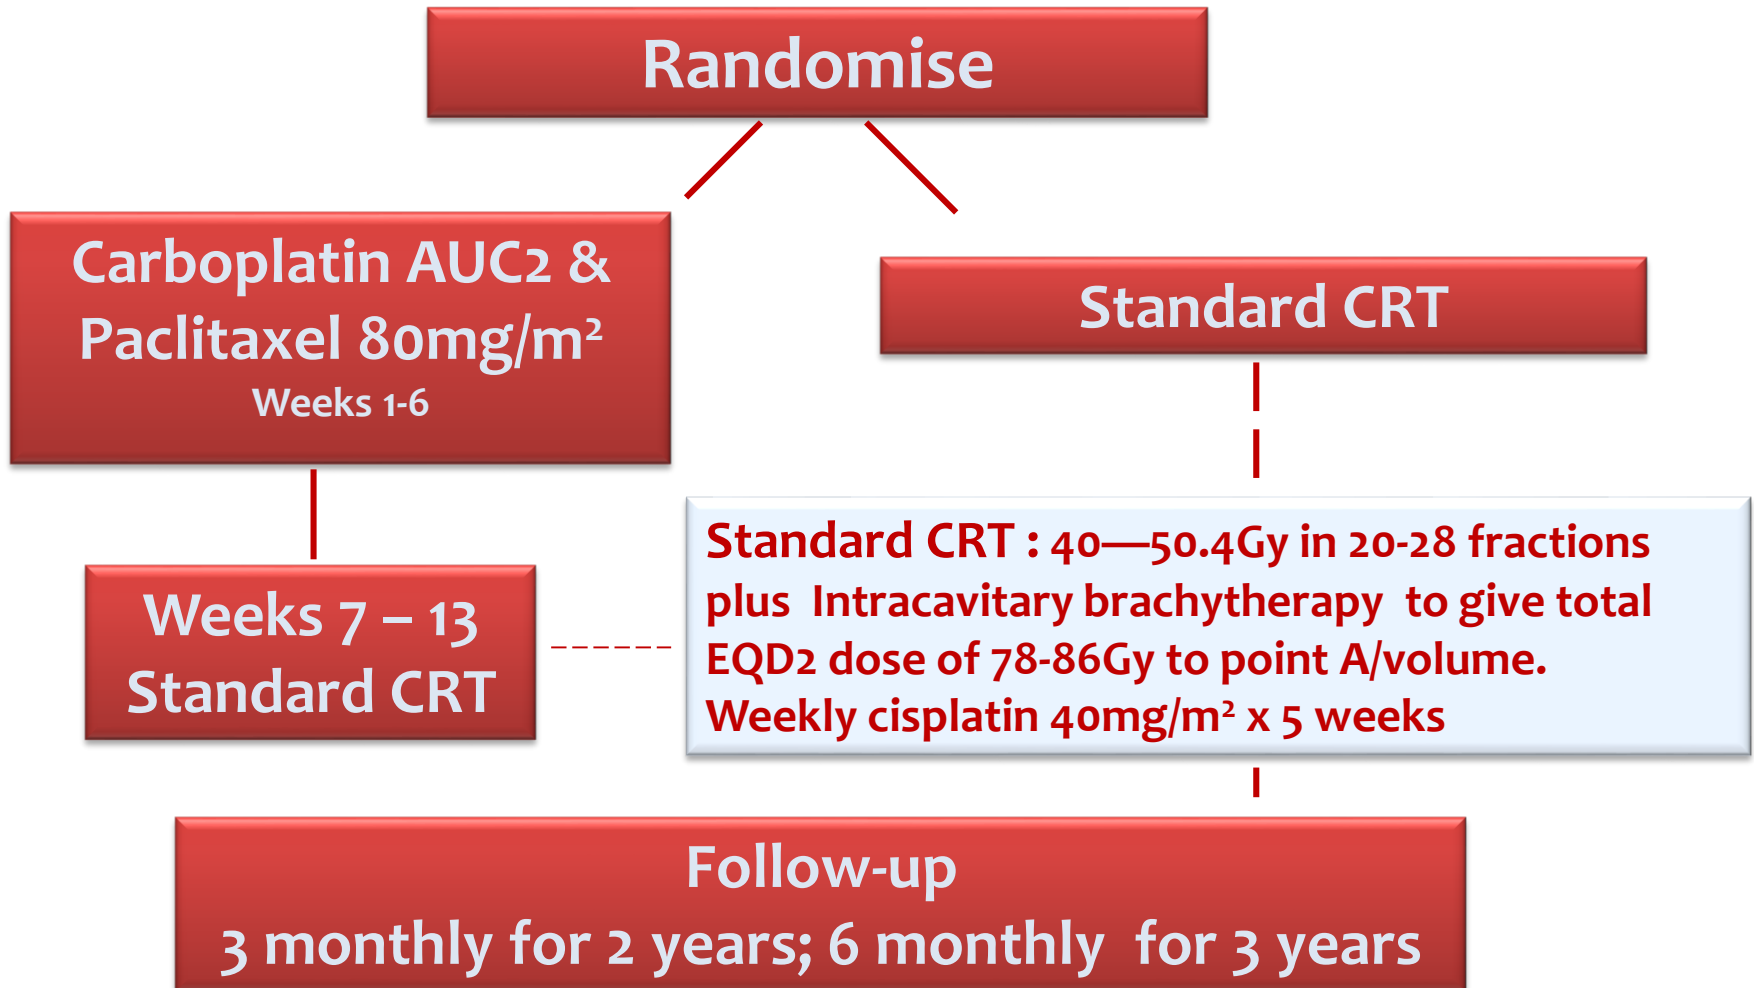 Randomise
Carboplatin AUC2 &
Paclitaxel 80mg/m²
Weeks 1-6
Standard CRT
Weeks 7 – 13
Standard CRT
Standard CRT : 40—50.4Gy in 20-28 fractions
plus Intracavitary brachytherapy to give total
EQD2 dose of 78-86Gy to point A/volume.
Weekly cisplatin 40mg/m² x 5 weeks
Follow-up
3 monthly for 2 years; 6 monthly for 3 years